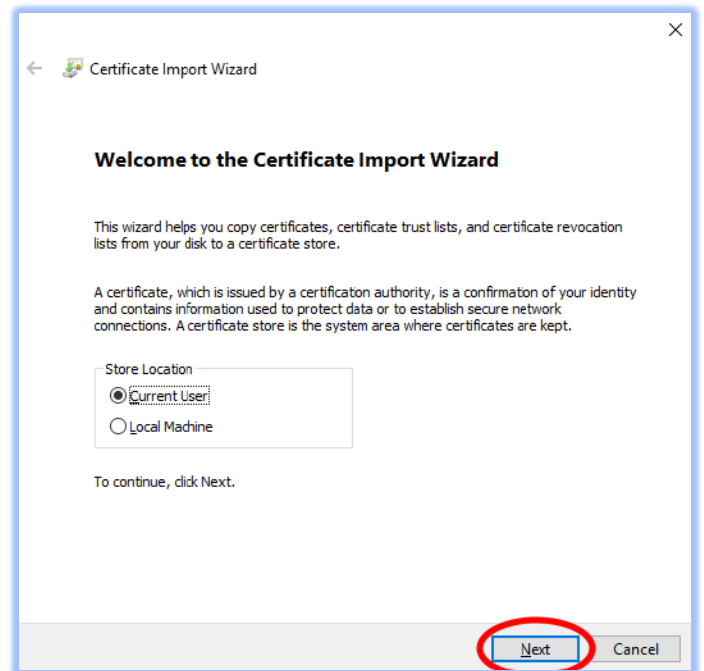 Certificate Import Wizard
Welcome to the Certificate Import Wizard
This wizard helps you copy certificates, certificate trust lists, and certificate revocation
lists from your disk to a certificate store.
A certificate, which is issued by a certification authority, is a confirmation of your identity
and contains information used to protect data or to establish secure network
connections. A certificate store is the system area where certificates are kept.
Store Location
Current User
Local Machine
To continue, click Next.
Next
Cancel